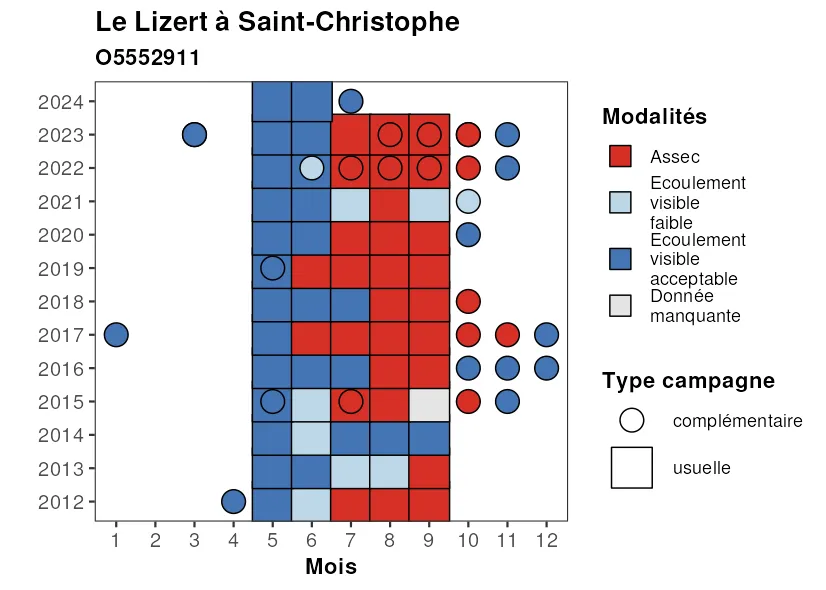 Le Lizert à Saint-Christophe
O5552911
2024
2023
2022
2021
2020
2019
2018
2017
2016
2015
2014
2013
2012
1 2 3 4 5 6 7 8 9 10 11 12
Mois
Modalités
Assec
Ecoulement
visible
faible
Ecoulement
visible
acceptable
Donnée
manquante
Type campagne
complémentaire
usuelle